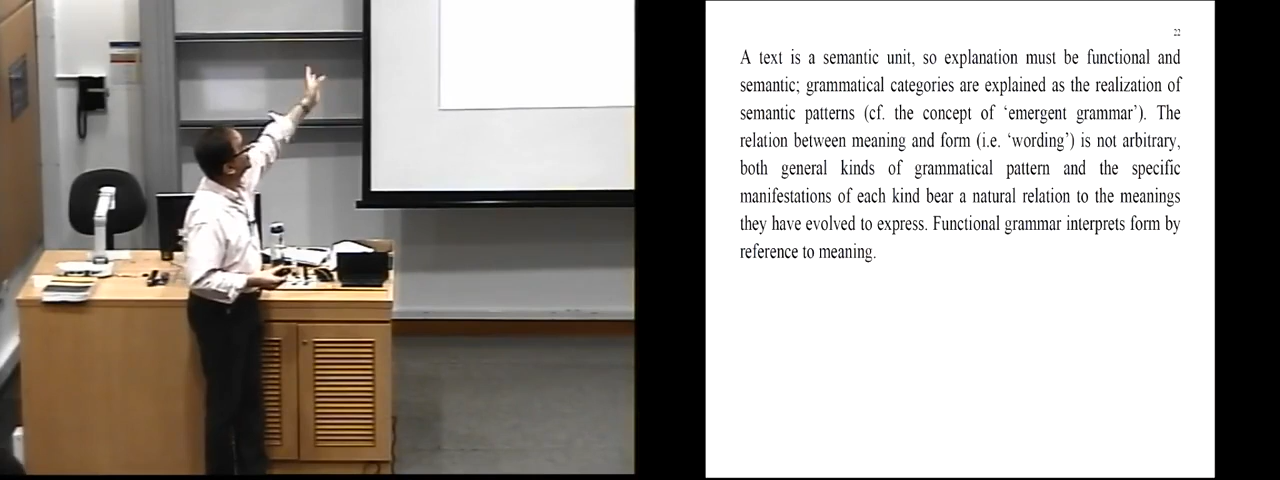 22
A text is a semantic unit, so explanation must be functional and
semantic; grammatical categories are explained as the realization of
semantic patterns (cf. the concept of ‘emergent grammar’). The
relation between meaning and form (i.e. ‘wording’) is not arbitrary,
both general kinds of grammatical pattern and the specific
manifestations of each kind bear a natural relation to the meanings
they have evolved to express. Functional grammar interprets form by
reference to meaning.